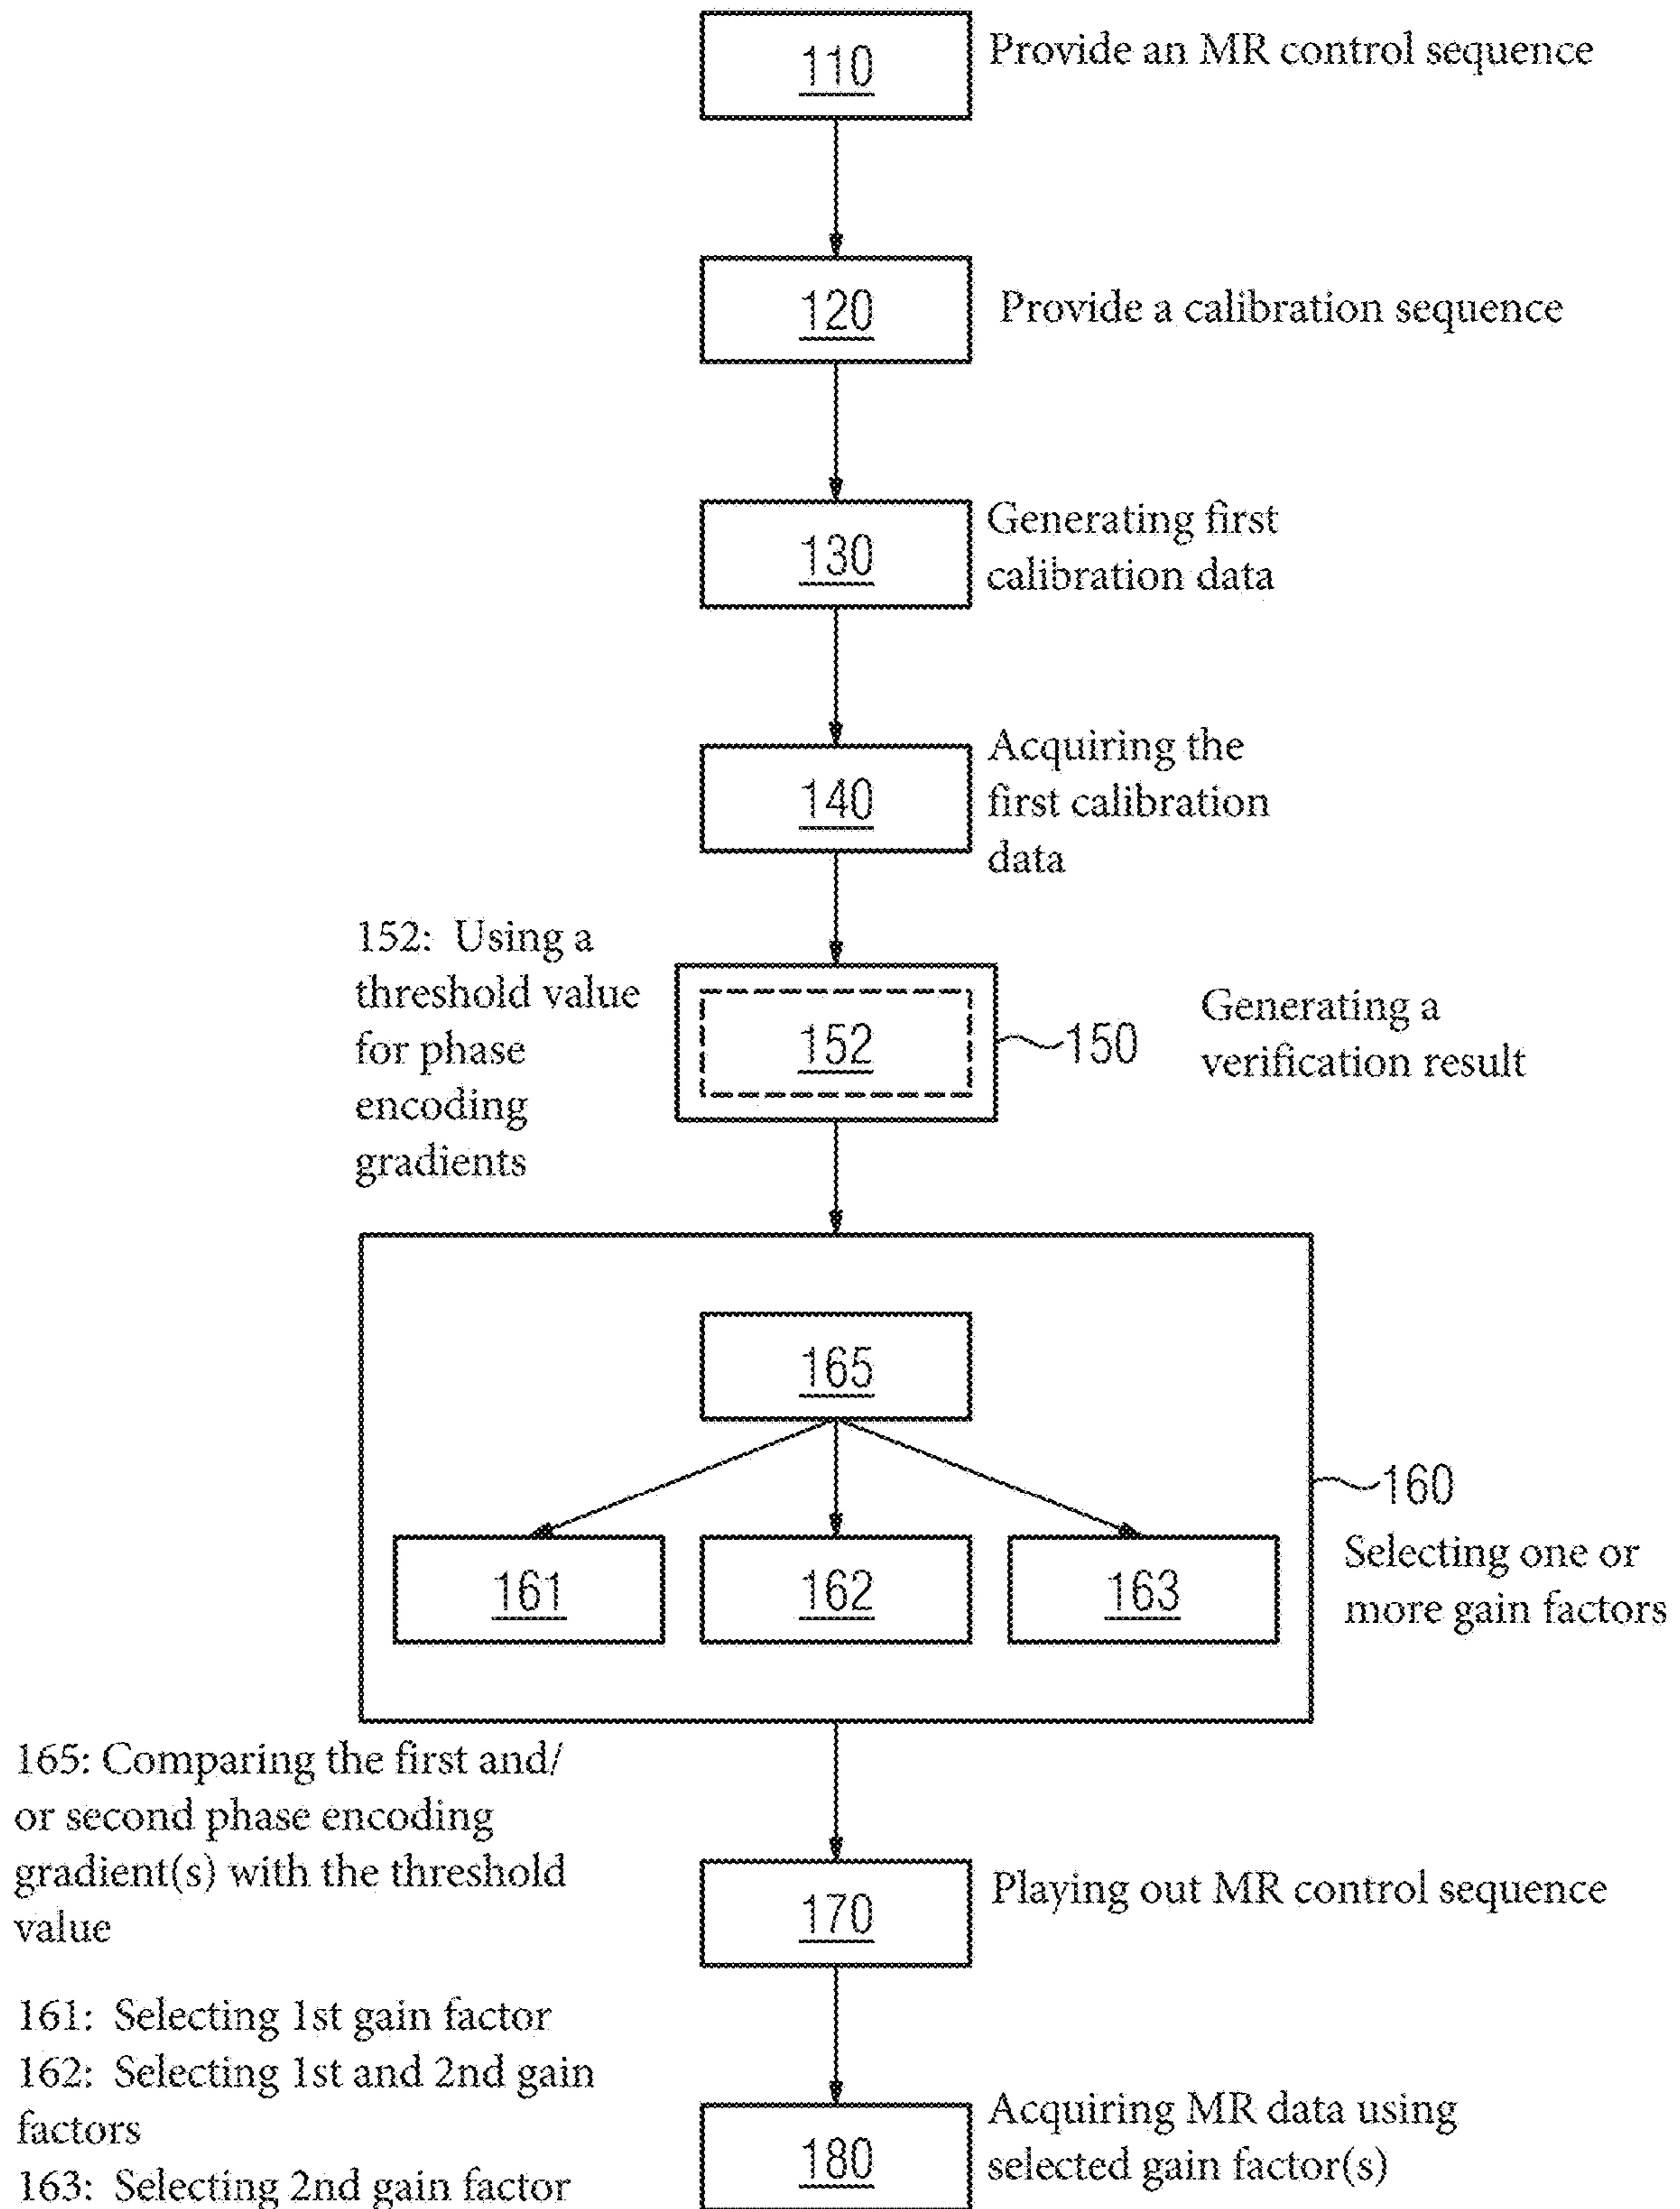 110
Provide an MR control sequence
120
Provide a calibration sequence
130
Generating first
calibration data
140
Acquiring the
first calibration
data
152: Using a
threshold value
for phase
encoding
gradients
152
150
Generating a
verification result
165
161
162
163
160
Selecting one or
more gain factors
165: Comparing the first and/
or second phase encoding
gradient(s) with the threshold
value
170
Playing out MR control sequence
161: Selecting 1st gain factor
162: Selecting 1st and 2nd gain
factors
163: Selecting 2nd gain factor
180
Acquiring MR data using
selected gain factor(s)